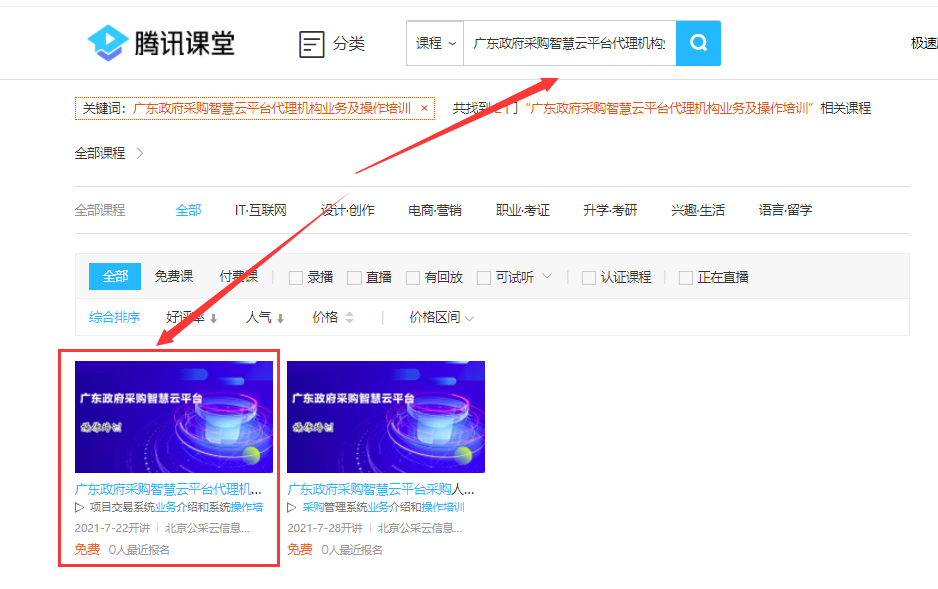 腾讯课堂
分类
课程
广东政府采购智慧云平台代理机构
极速
关键词：广东政府采购智慧云平台代理机构业务及操作培训 ×
共找到2门“广东政府采购智慧云平台代理机构业务及操作培训”相关课程
全部课程
全部课程 全部 IT·互联网 设计·创作 电商·营销 职业·考证 升学·考研 兴趣·生活 语言·留学
全部 免费课 付费课 录播 直播 有回放 可试听 认证课程 正在直播
综合排序 好评率 人气 价格 价格区间
广东政府采购智慧云平台
操作培训
广东政府采购智慧云平台代理机...
项目交易系统业务介绍和系统操作培
2021-7-22开讲 北京公采云信息...
免费 0人最近报名
广东政府采购智慧云平台
操作培训
广东政府采购智慧云平台采购人...
采购管理系统业务介绍和操作培训
2021-7-28开讲 北京公采云信息...
免费 0人最近报名